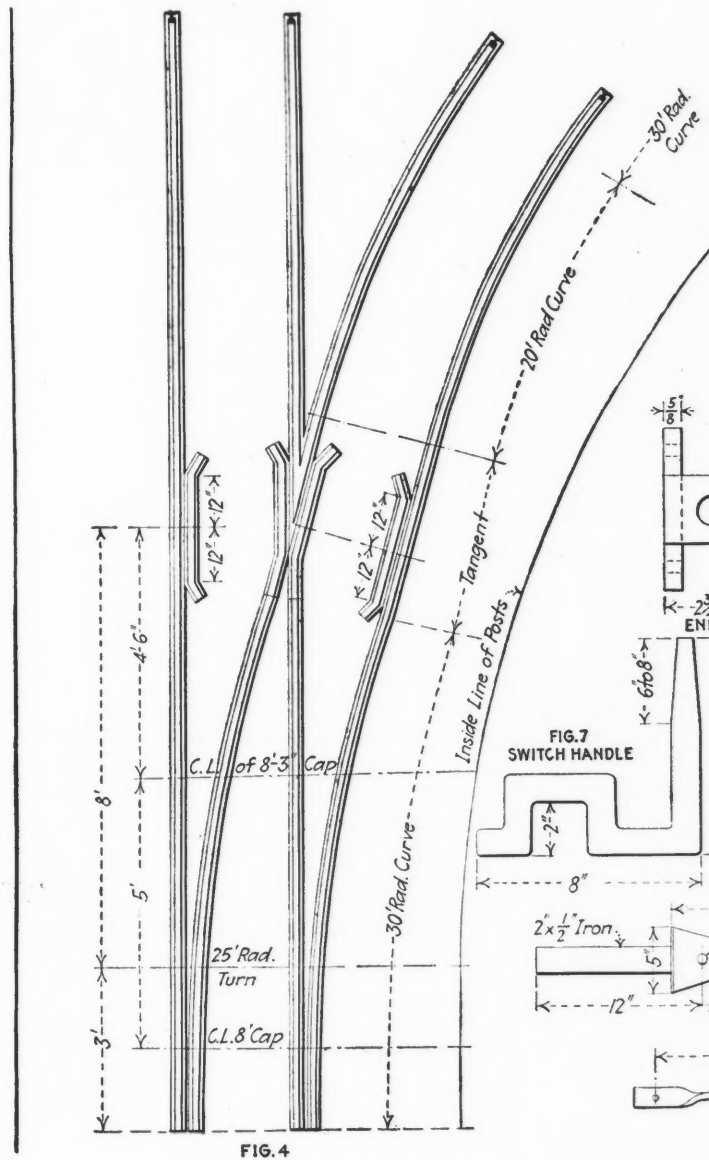 30' Rad.
Curve
20' Rad Curve
Tangent
30' Rad. Curve
Inside Line of Posts
12"
12"
12"
12"
4'-6"
8'
5'
3'
C.L. of 8'-3" Cap
25' Rad.
Turn
C.L. 8' Cap
FIG. 4
5/8"
6" to 8"
FIG. 7
SWITCH HANDLE
2"
8"
2" x 1/2" Iron
5"
12"